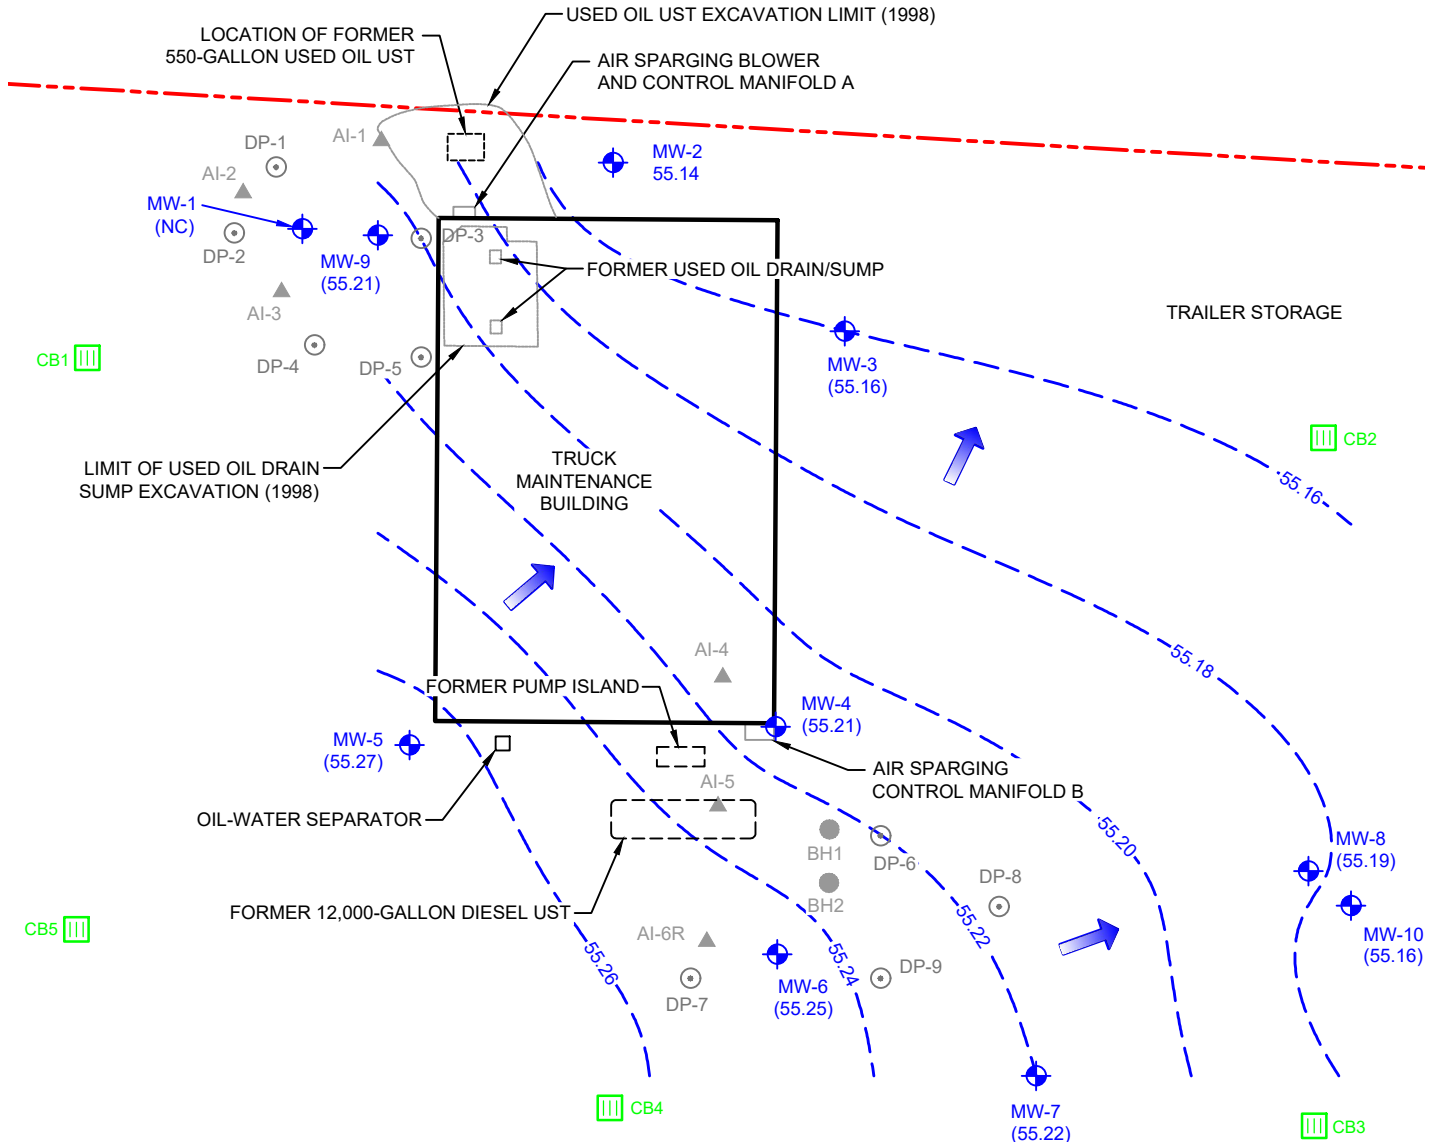 USED OIL UST EXCAVATION LIMIT (1998)
LOCATION OF FORMER
550-GALLON USED OIL UST
AIR SPARGING BLOWER
AND CONTROL MANIFOLD A
AI-1
DP-1
MW-2
55.14
AI-2
MW-1
(NC)
DP-2
DP-3
MW-9
(55.21)
FORMER USED OIL DRAIN/SUMP
AI-3
TRAILER STORAGE
DP-4
DP-5
CB1
MW-3
(55.16)
CB2
LIMIT OF USED OIL DRAIN
SUMP EXCAVATION (1998)
TRUCK
MAINTENANCE
BUILDING
55.16
AI-4
55.18
FORMER PUMP ISLAND
MW-4
(55.21)
MW-5
(55.27)
AIR SPARGING
CONTROL MANIFOLD B
AI-5
OIL-WATER SEPARATOR
55.20
BH1
DP-6
MW-8
(55.19)
DP-8
BH2
FORMER 12,000-GALLON DIESEL UST
55.22
CB5
AI-6R
MW-10
(55.16)
55.26
55.24
DP-9
DP-7
MW-6
(55.25)
CB4
MW-7
(55.22)
CB3